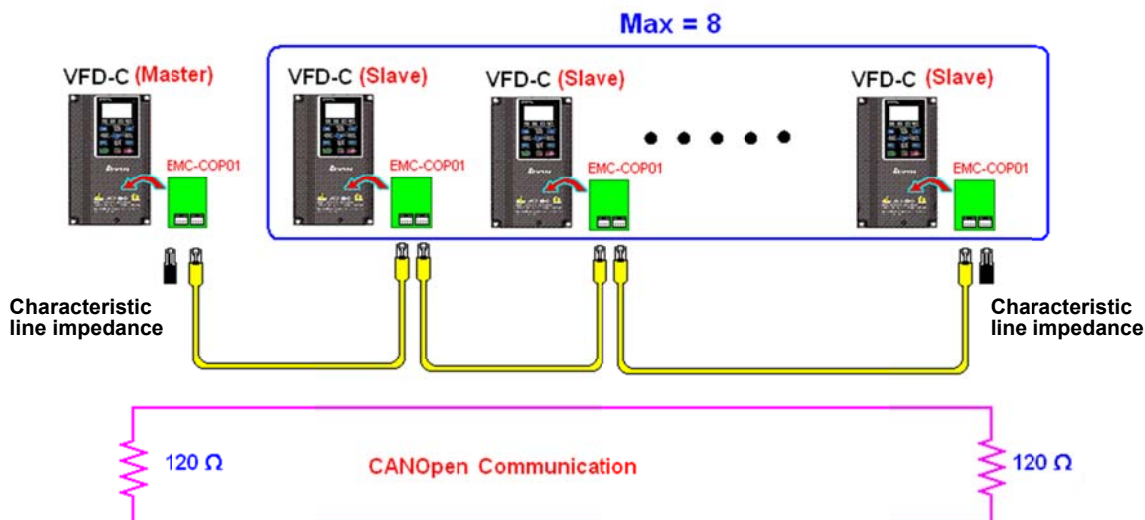 Max = 8
VFD-C (Master)
VFD-C (Slave)
VFD-C (Slave)
VFD-C (Slave)
EMC-COP01
EMC-COP01
EMC-COP01
EMC-COP01
Characteristic
line impedance
Characteristic
line impedance
120 Ω
CANOpen Communication
120 Ω